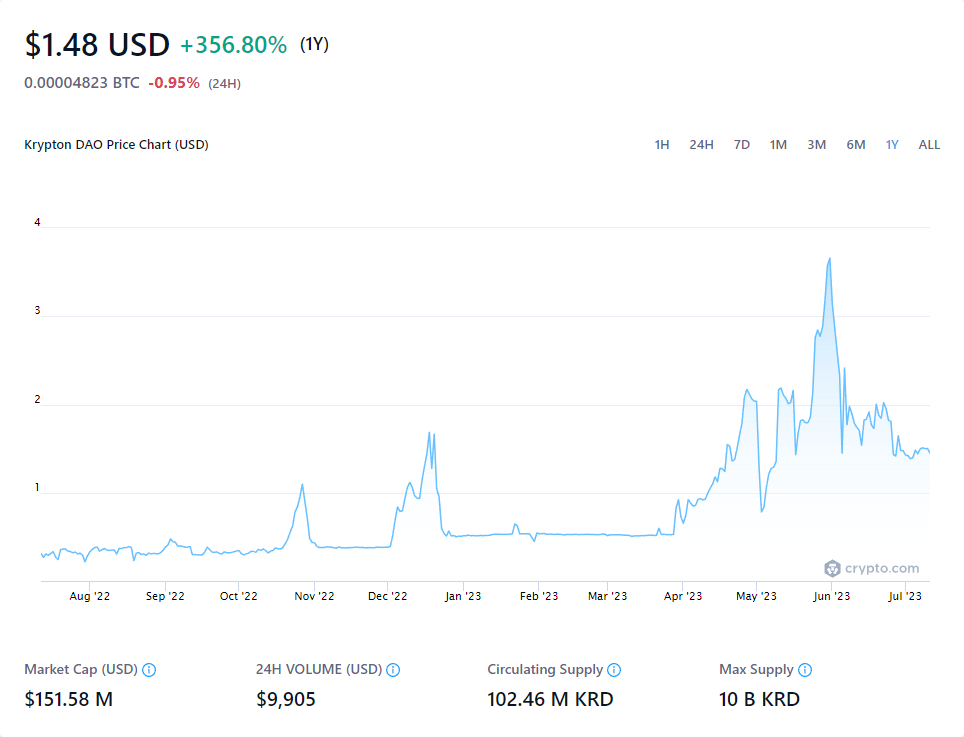 $1.48 USD +356.80% (1Y)
0.00004823 BTC -0.95% (24H)
Krypton DAO Price Chart (USD) 1H 24H 7D 1M 3M 6M 1Y ALL
4
3
2
1
crypto.com
Aug '22 Sep '22 Oct '22 Nov '22 Dec '22 Jan '23 Feb '23 Mar '23 Apr '23 May '23 Jun '23 Jul '23
Market Cap (USD) 24H VOLUME (USD) Circulating Supply Max Supply
$151.58 M $9,905 102.46 M KRD 10 B KRD